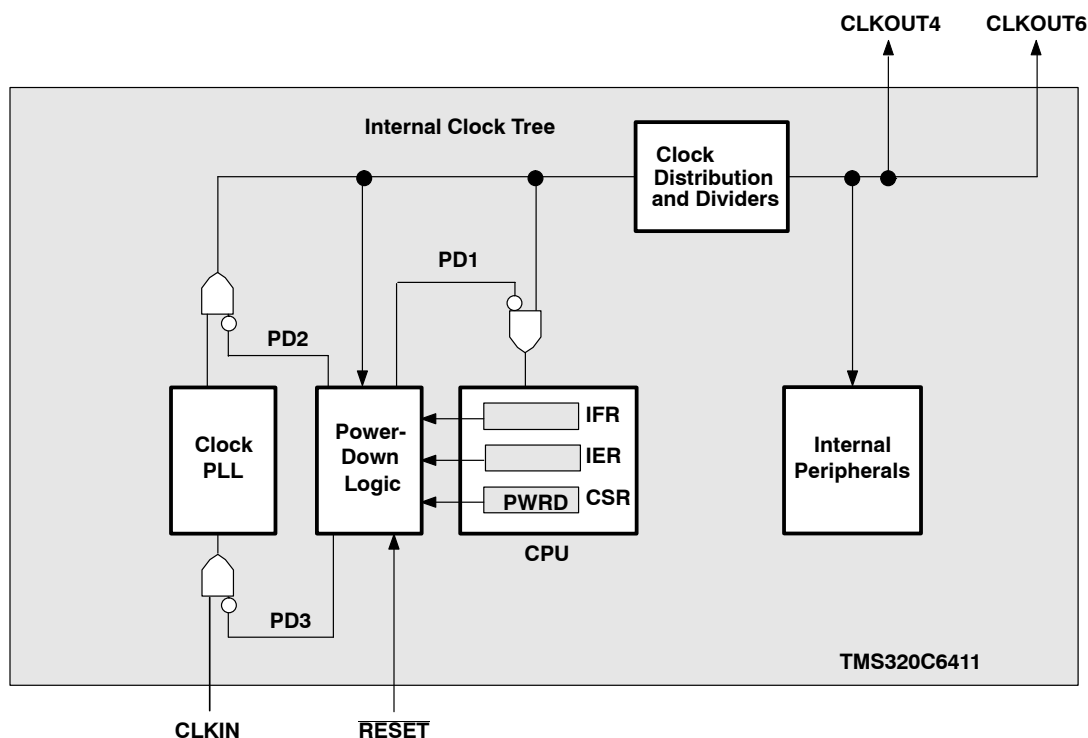 CLKOUT4
CLKOUT6
Internal Clock Tree
Clock
Distribution
and Dividers
PD1
PD2
Clock
PLL
Power-
Down
Logic
IFR
IER
PWRD
CSR
CPU
Internal
Peripherals
PD3
TMS320C6411
CLKIN
RESET